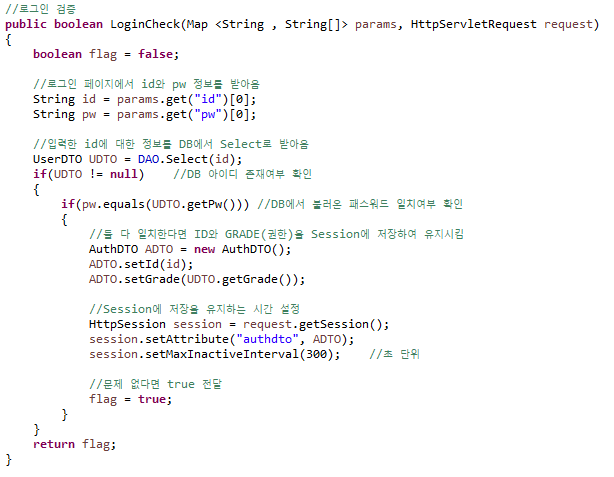 //로그인 검증
public boolean LoginCheck(Map <String , String[]> params, HttpServletRequest request)
{
    boolean flag = false;

    //로그인 페이지에서 id와 pw 정보를 받아옴
    String id = params.get("id")[0];
    String pw = params.get("pw")[0];

    //입력한 id에 대한 정보를 DB에서 Select로 받아옴
    UserDTO UDTO = DAO.Select(id);
    if(UDTO != null)    //DB 아이디 존재여부 확인
    {
        if(pw.equals(UDTO.getPw())) //DB에서 불러온 패스워드 일치여부 확인
        {
            //둘 다 일치한다면 ID와 GRADE(권한)을 Session에 저장하여 유지시킴
            AuthDTO ADTO = new AuthDTO();
            ADTO.setId(id);
            ADTO.setGrade(UDTO.getGrade());

            //Session에 저장을 유지하는 시간 설정
            HttpSession session = request.getSession();
            session.setAttribute("authdto", ADTO);
            session.setMaxInactiveInterval(300);    //초 단위

            //문제 없다면 true 전달
            flag = true;
        }
    }
    return flag;
}